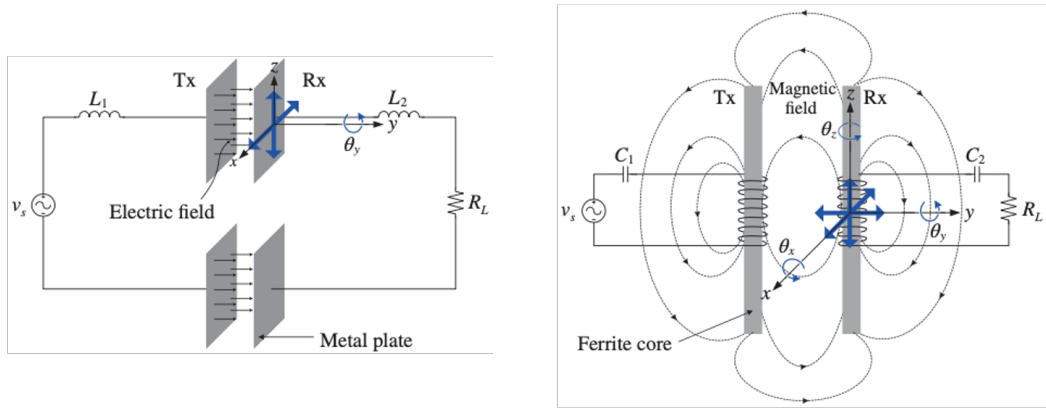 Tx
z
Rx
L₁
L₂
y
θy
x
vs
Electric field
RL
Metal plate
Magnetic
field
Tx
z
Rx
θz
C₁
C₂
vs
y
RL
θy
θx
x
Ferrite core